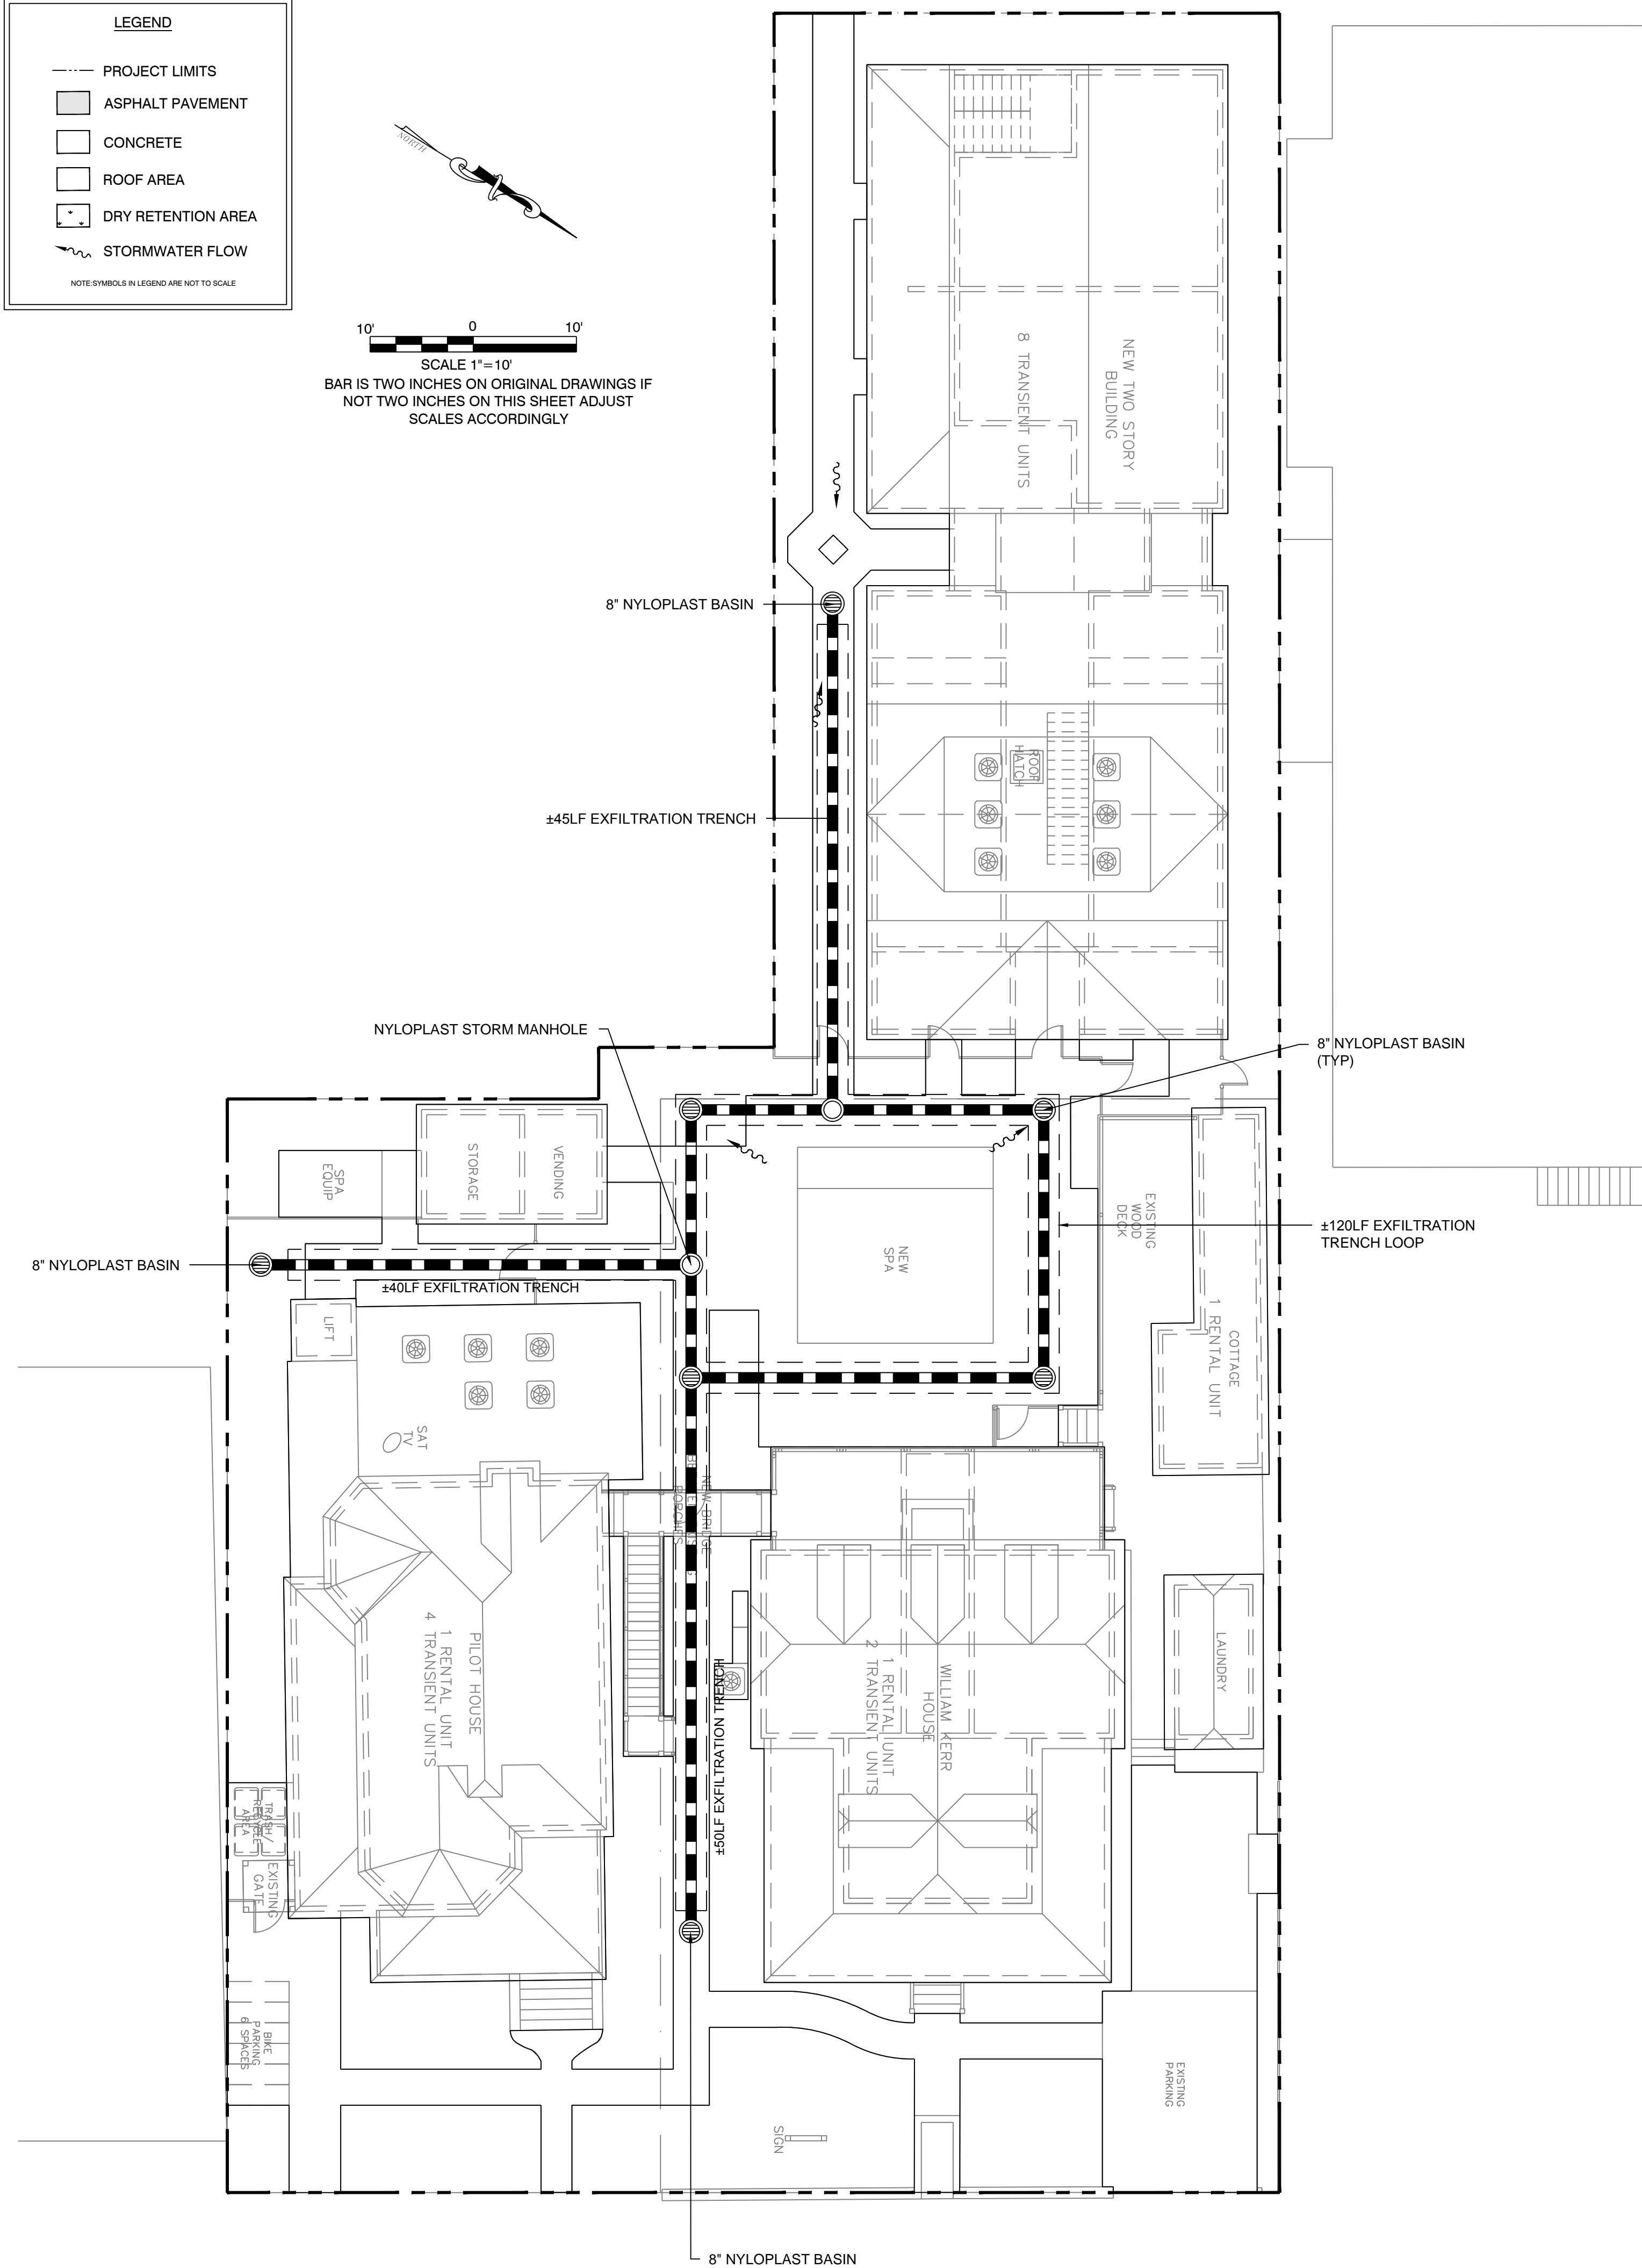 LEGEND
PROJECT LIMITS
ASPHALT PAVEMENT
CONCRETE
ROOF AREA
DRY RETENTION AREA
STORMWATER FLOW
NOTE:SYMBOLS IN LEGEND ARE NOT TO SCALE
NORTH
10' 0 10'
SCALE 1"=10'
BAR IS TWO INCHES ON ORIGINAL DRAWINGS IF
NOT TWO INCHES ON THIS SHEET ADJUST
SCALES ACCORDINGLY
NEW TWO STORY
BUILDING
8 TRANSIENT UNITS
8" NYLOPLAST BASIN
ROOF
HATCH
±45LF EXFILTRATION TRENCH
NYLOPLAST STORM MANHOLE
8" NYLOPLAST BASIN
(TYP)
SPA
EQUIP
STORAGE
VENDING
NEW
SPA
EXISTING
WOOD
DECK
±120LF EXFILTRATION
TRENCH LOOP
8" NYLOPLAST BASIN
±40LF EXFILTRATION TRENCH
LIFT
COTTAGE
1 RENTAL UNIT
SAT
TV
NEW BRIDGE
PORCHES
PILOT HOUSE
1 RENTAL UNIT
4 TRANSIENT UNITS
±50LF EXFILTRATION TRENCH
WILLIAM KERR
HOUSE
1 RENTAL UNIT
2 TRANSIENT UNITS
LAUNDRY
TRASH/
RECYCLE
AREA
EXISTING
GATE
BIKE
PARKING
6 SPACES
EXISTING
PARKING
SIGN
8" NYLOPLAST BASIN